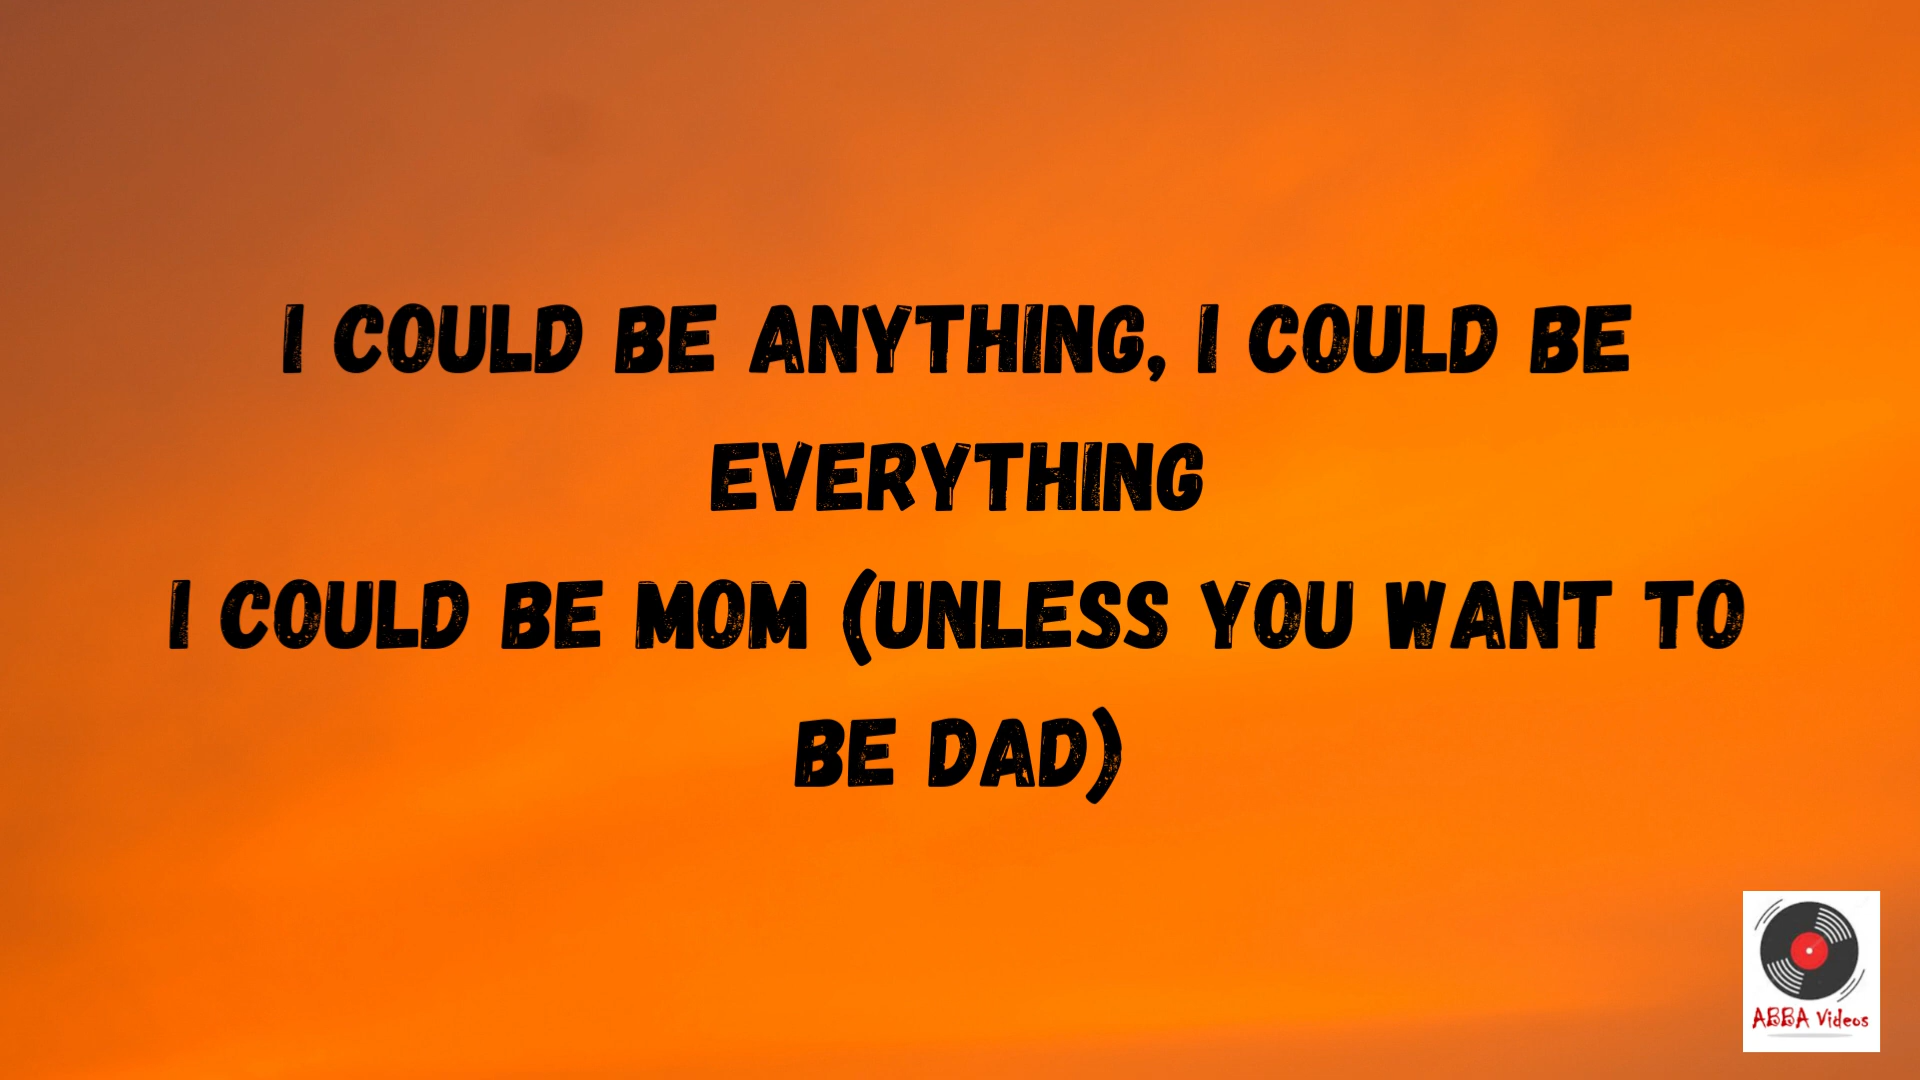 I COULD BE ANYTHING, I COULD BE
EVERYTHING
I COULD BE MOM (UNLESS YOU WANT TO
BE DAD)
ABBA Videos